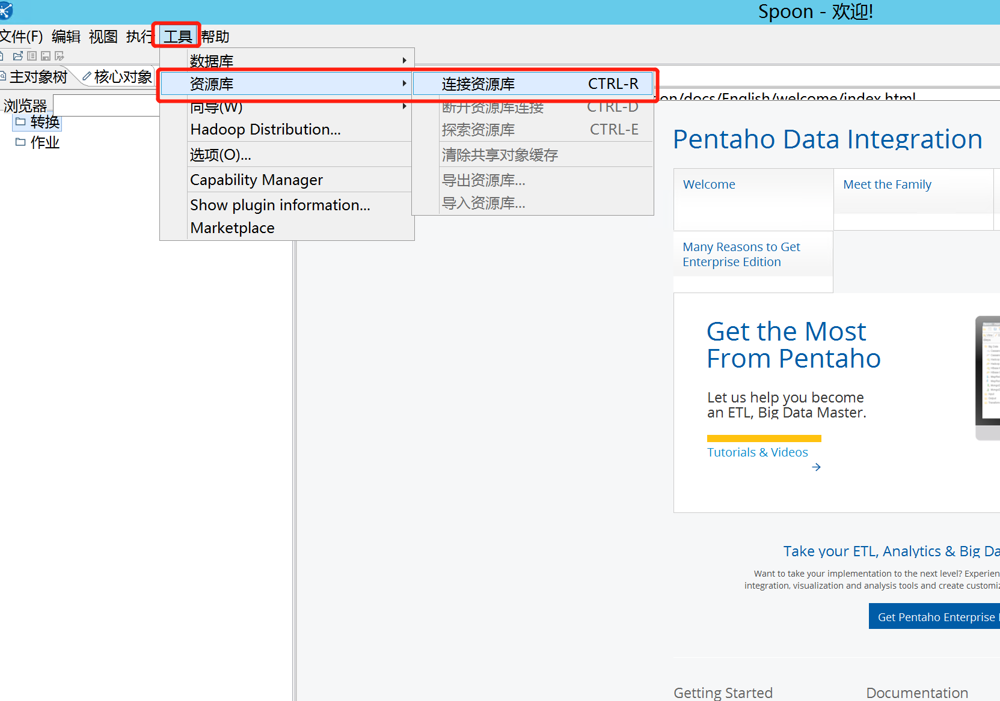 Spoon - 欢迎!
文件(F) 编辑 视图 执行 工具 帮助
主对象树 核心对象
浏览器
转换
作业
数据库
资源库
向导(W)
Hadoop Distribution...
选项(O)...
Capability Manager
Show plugin information...
Marketplace
连接资源库 CTRL-R
断开资源库连接 CTRL-D
探索资源库 CTRL-E
清除共享对象缓存
导出资源库...
导入资源库...
on/docs/English/welcome/index.html
Pentaho Data Integration
Welcome
Meet the Family
Many Reasons to Get
Enterprise Edition
Get the Most
From Pentaho
Let us help you become
an ETL, Big Data Master.
Tutorials & Videos
Take your ETL, Analytics & Big Da
Want to take your implementation to the next level? Experien
integration, visualization and analysis tools and create customiz
Get Pentaho Enterprise
Getting Started
Documentation